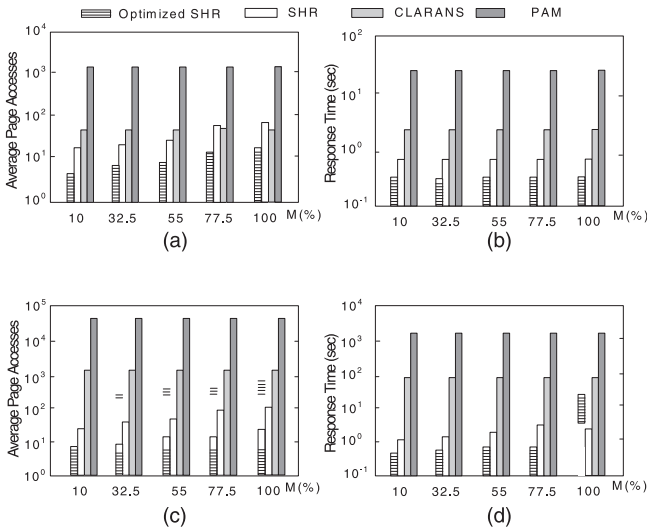 Optimized SHR SHR CLARANS PAM
Average Page Accesses
10^4
10^3
10^2
10^1
10^0
10 32.5 55 77.5 100 M(%)
(a)
Response Time (sec)
10^2
10^1
10^0
10^-1
10 32.5 55 77.5 100 M(%)
(b)
Average Page Accesses
10^5
10^4
10^3
10^2
10^1
10^0
10 32.5 55 77.5 100 M(%)
(c)
Response Time (sec)
10^4
10^3
10^2
10^1
10^0
10^-1
10 32.5 55 77.5 100 M(%)
(d)